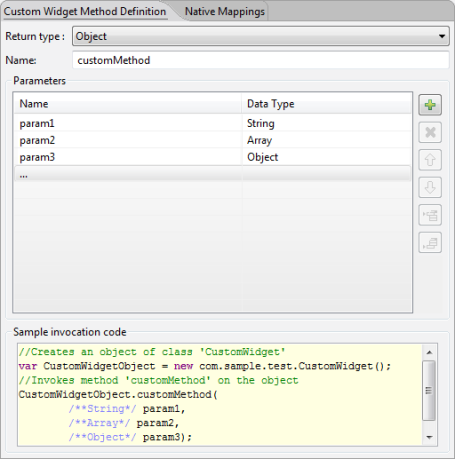 Custom Widget Method Definition Native Mappings
Return type : Object
Name: customMethod
Parameters
Name Data Type
param1 String
param2 Array
param3 Object
...
Sample invocation code
//Creates an object of class 'CustomWidget'
var CustomWidgetObject = new com.sample.test.CustomWidget();
//Invokes method 'customMethod' on the object
CustomWidgetObject.customMethod(
/**String*/ param1,
/**Array*/ param2,
/**Object*/ param3);